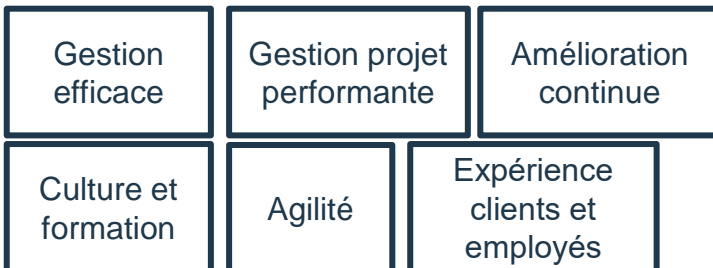 Gestion
efficace
Gestion projet
performante
Amélioration
continue
Culture et
formation
Agilité
Expérience
clients et
employés